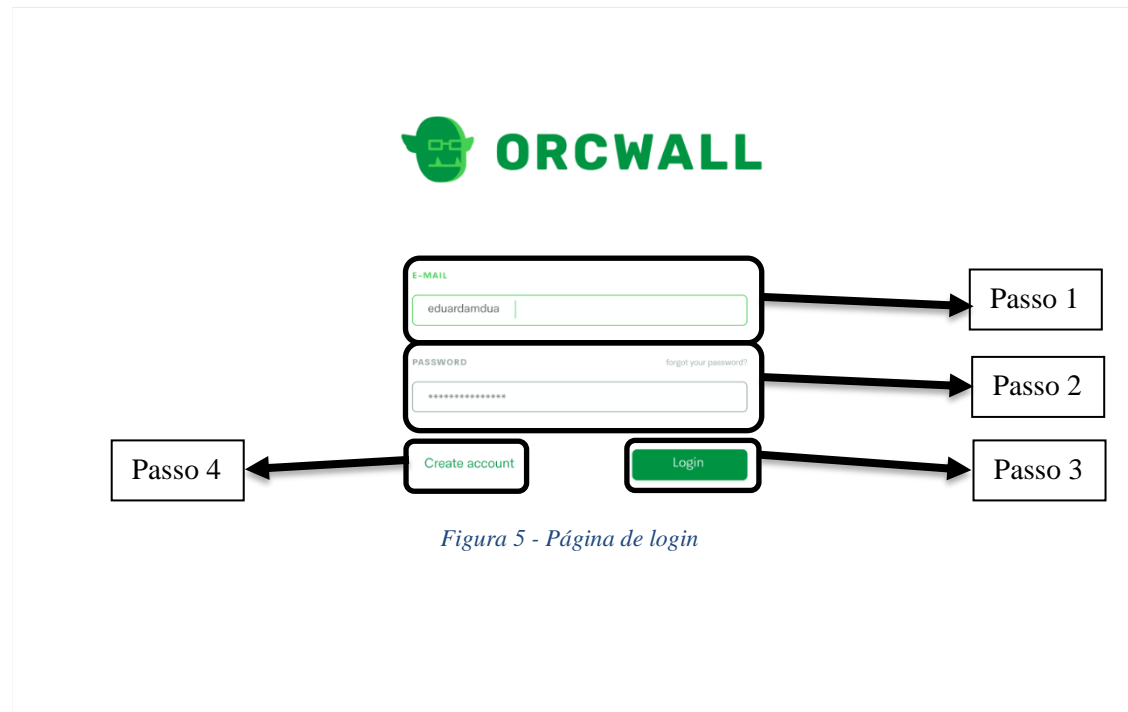 ORCWALL
E-MAIL
eduardamdua
Passo 1
PASSWORD forgot your password?
***************
Passo 2
Passo 4
Create account
Login
Passo 3
Figura 5 - Página de login